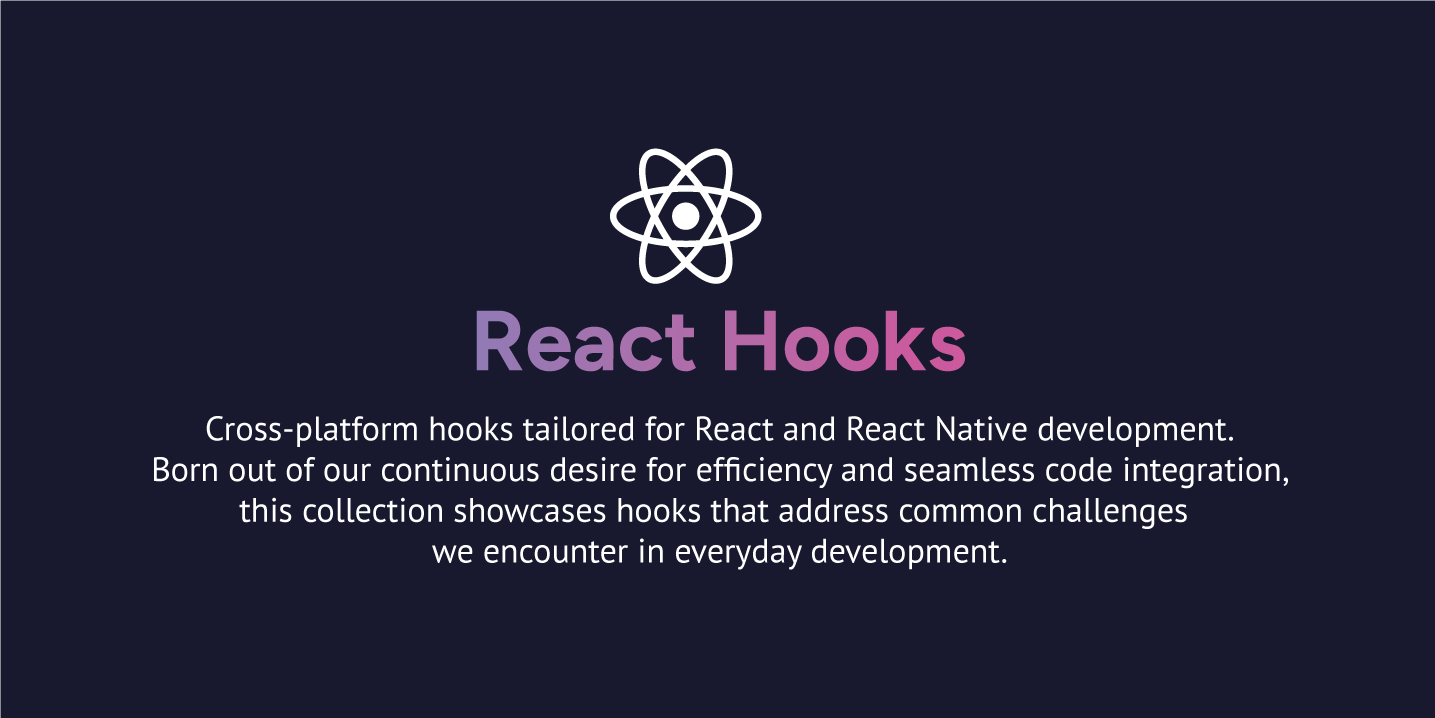 React Hooks
Cross-platform hooks tailored for React and React Native development.
Born out of our continuous desire for efficiency and seamless code integration,
this collection showcases hooks that address common challenges
we encounter in everyday development.